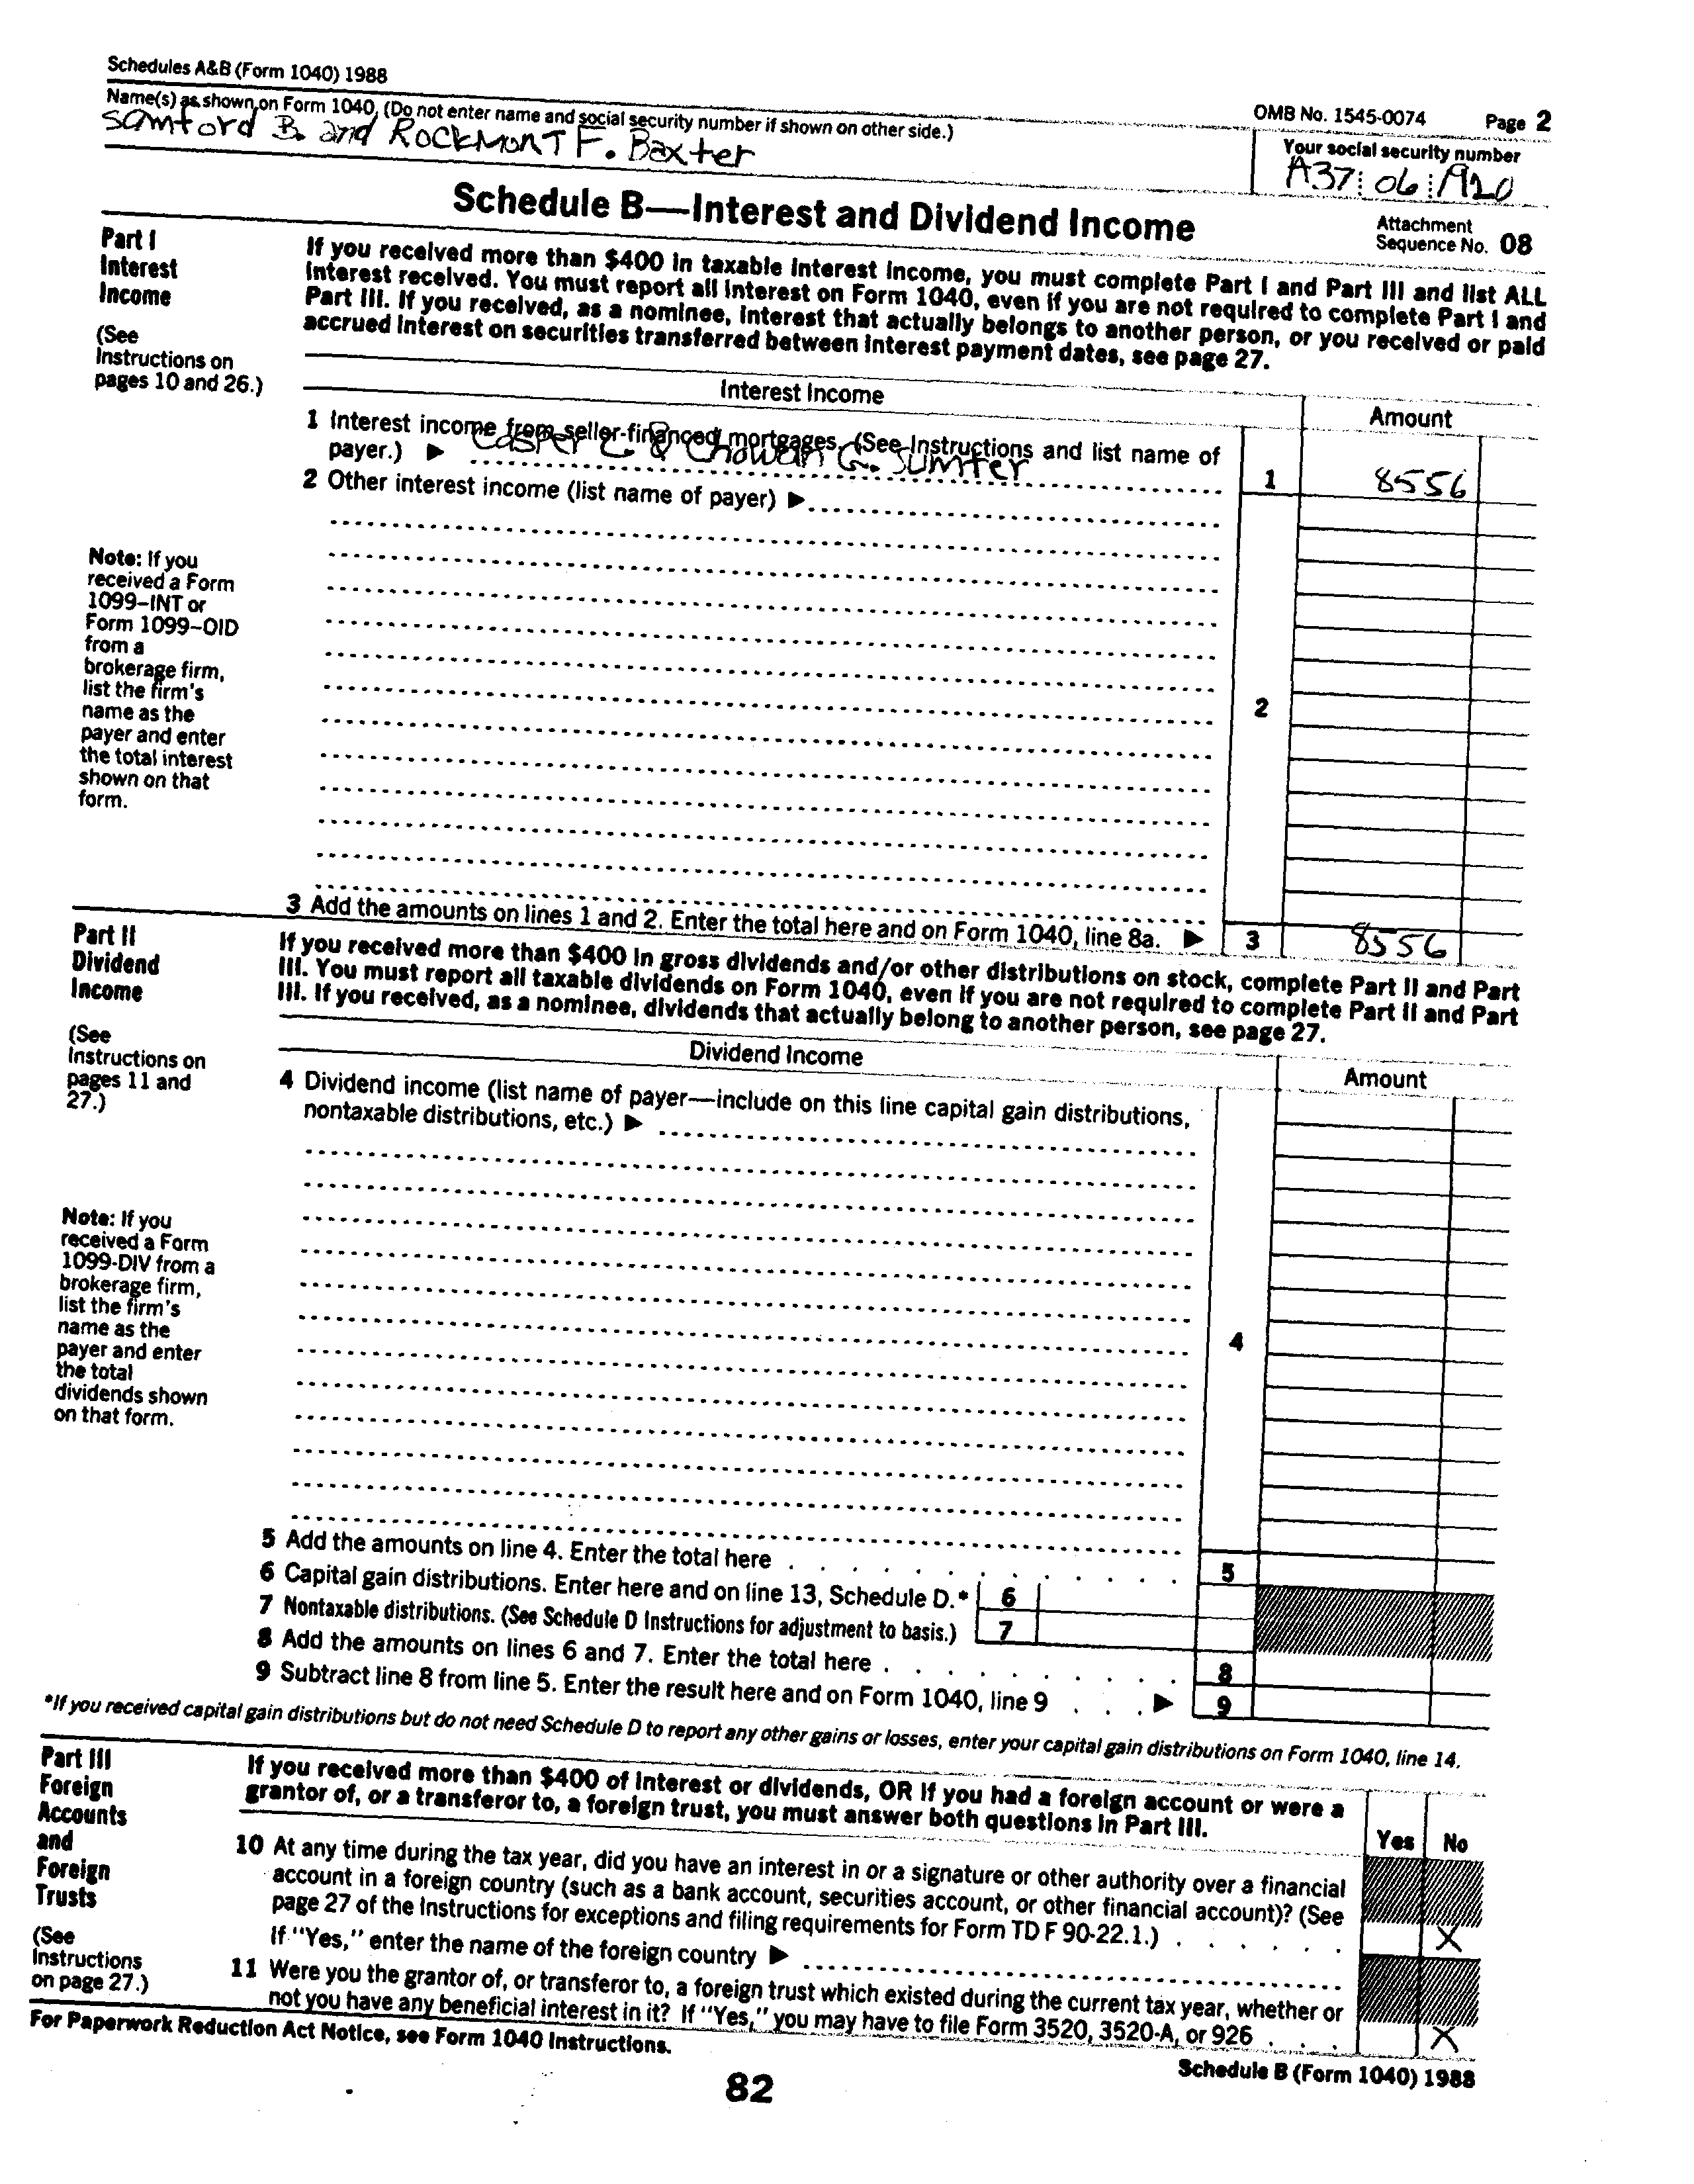 Schedules A&B (Form 1040) 1988
OMB No. 1545-0074 Page 2
Name(s) as shown on Form 1040. (Do not enter name and social security number if shown on other side.)
Samford B. and ROCKMONT F. Baxter
Your social security number
A37 06 1920
Schedule B—Interest and Dividend Income
Attachment
Sequence No. 08
Part I
Interest
Income
(See
Instructions on
pages 10 and 26.)
If you received more than $400 in taxable interest income, you must complete Part I and Part III and list ALL
interest received. You must report all interest on Form 1040, even if you are not required to complete Part I and
Part III. If you received, as a nominee, interest that actually belongs to another person, or you received or paid
accrued interest on securities transferred between interest payment dates, see page 27.
Interest Income
Amount
1 Interest income from seller-financed mortgages. (See Instructions and list name of
payer.) ▶ Casper C. & Chowan G. Sumter
1 8556
2 Other interest income (list name of payer) ▶
Note: If you
received a Form
1099–INT or
Form 1099–OID
from a
brokerage firm,
list the firm's
name as the
payer and enter
the total interest
shown on that
form.
2
3 Add the amounts on lines 1 and 2. Enter the total here and on Form 1040, line 8a. ▶ 3 8556
Part II
Dividend
Income
(See
Instructions on
pages 11 and
27.)
If you received more than $400 in gross dividends and/or other distributions on stock, complete Part II and Part
III. You must report all taxable dividends on Form 1040, even if you are not required to complete Part II and Part
III. If you received, as a nominee, dividends that actually belong to another person, see page 27.
Dividend Income
Amount
4 Dividend income (list name of payer—include on this line capital gain distributions,
nontaxable distributions, etc.) ▶
Note: If you
received a Form
1099-DIV from a
brokerage firm,
list the firm's
name as the
payer and enter
the total
dividends shown
on that form.
4
5 Add the amounts on line 4. Enter the total here 5
6 Capital gain distributions. Enter here and on line 13, Schedule D.* 6
7 Nontaxable distributions. (See Schedule D Instructions for adjustment to basis.) 7
8 Add the amounts on lines 6 and 7. Enter the total here 8
9 Subtract line 8 from line 5. Enter the result here and on Form 1040, line 9 ▶ 9
*If you received capital gain distributions but do not need Schedule D to report any other gains or losses, enter your capital gain distributions on Form 1040, line 14.
Part III
Foreign
Accounts
and
Foreign
Trusts
(See
Instructions
on page 27.)
If you received more than $400 of interest or dividends, OR if you had a foreign account or were a
grantor of, or a transferor to, a foreign trust, you must answer both questions in Part III.
Yes No
10 At any time during the tax year, did you have an interest in or a signature or other authority over a financial
account in a foreign country (such as a bank account, securities account, or other financial account)? (See
page 27 of the Instructions for exceptions and filing requirements for Form TD F 90-22.1.) X
If "Yes," enter the name of the foreign country ▶
11 Were you the grantor of, or transferor to, a foreign trust which existed during the current tax year, whether or
not you have any beneficial interest in it? If "Yes," you may have to file Form 3520, 3520-A, or 926 X
For Paperwork Reduction Act Notice, see Form 1040 Instructions.
Schedule B (Form 1040) 1988
82